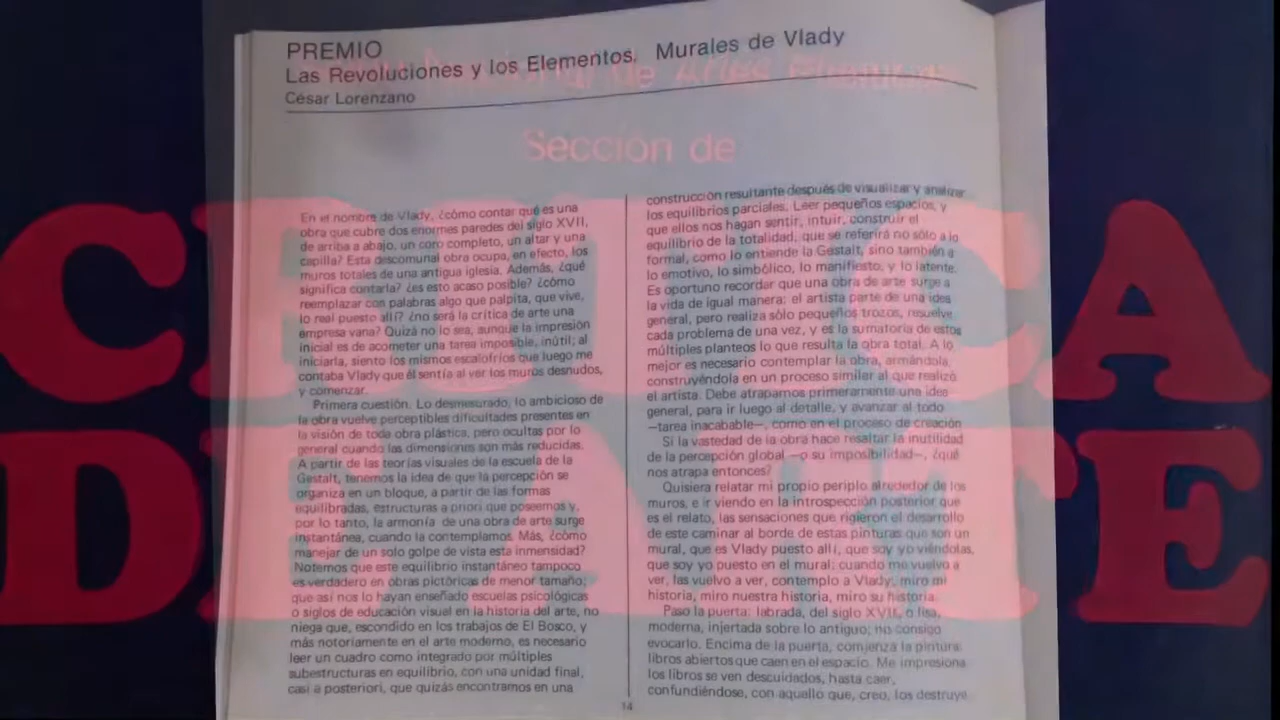 PREMIO
Las Revoluciones y los Elementos. Murales de Vlady
César Lorenzano
Sección de
CRITICA
DE ARTE
En el nombre de Vlady, ¿cómo contar qué es una
obra que cubre dos enormes paredes del siglo XVII,
de arriba a abajo, un coro completo, un altar y una
capilla? Esta descomunal obra ocupa, en efecto, los
muros totales de una antigua iglesia. Además, ¿qué
significa contarla? ¿es esto acaso posible? ¿cómo
reemplazar con palabras algo que palpita, que vive,
lo real puesto allí? ¿no será la crítica de arte una
empresa vana? Quizá no lo sea, aunque la impresión
inicial es de acometer una tarea imposible, inútil; al
iniciarla, siento los mismos escalofríos que luego me
contaba Vlady que él sentía al ver los muros desnudos,
y comenzar.
Primera cuestión. Lo desmesurado, lo ambicioso de
la obra vuelve perceptibles dificultades presentes en
la visión de toda obra plástica, pero ocultas por lo
general cuando las dimensiones son más reducidas.
A partir de las teorías visuales de la escuela de la
Gestalt, tenemos la idea de que la percepción se
organiza en un bloque, a partir de las formas
equilibradas, estructuras a priori que poseemos y,
por lo tanto, la armonía de una obra de arte surge
instantánea, cuando la contemplamos. Más, ¿cómo
manejar de un solo golpe de vista esta inmensidad?
Notemos que este equilibrio instantáneo tampoco
es verdadero en obras pictóricas de menor tamaño;
que así nos lo hayan enseñado escuelas psicológicas
o siglos de educación visual en la historia del arte, no
niega que, escondido en los trabajos de El Bosco, y
más notoriamente en el arte moderno, es necesario
leer un cuadro como integrado por múltiples
subestructuras en equilibrio, con una unidad final,
casi a posteriori, que quizás encontramos en una
construcción resultante después de visualizar y analizar
los equilibrios parciales. Leer pequeños espacios, y
que ellos nos hagan sentir, intuir, construir el
equilibrio de la totalidad, que se referirá no sólo a lo
formal, como lo entiende la Gestalt, sino también a
lo emotivo, lo simbólico, lo manifiesto, y lo latente.
Es oportuno recordar que una obra de arte surge a
la vida de igual manera: el artista parte de una idea
general, pero realiza sólo pequeños trozos, resuelve
cada problema de una vez, y es la sumatoria de estos
múltiples planteos lo que resulta la obra total. A lo
mejor es necesario contemplar la obra, armándola,
construyéndola en un proceso similar al que realizó
el artista. Debe atraparnos primeramente una idea
general, para ir luego al detalle, y avanzar al todo
—tarea inacabable—, como en el proceso de creación
Si la vastedad de la obra hace resaltar la inutilidad
de la percepción global —o su imposibilidad—, ¿qué
nos atrapa entonces?
Quisiera relatar mi propio periplo alrededor de los
muros, e ir viendo en la introspección posterior que
es el relato, las sensaciones que rigieron el desarrollo
de este caminar al borde de estas pinturas que son un
mural, que es Vlady puesto allí, que soy yo viéndolas,
que soy yo puesto en el mural: cuando me vuelvo a
ver, las vuelvo a ver, contemplo a Vlady; miro mi
historia, miro nuestra historia, miro su historia.
Paso la puerta: labrada, del siglo XVII, o lisa,
moderna, injertada sobre lo antiguo; no consigo
evocarlo. Encima de la puerta, comienza la pintura:
libros abiertos que caen en el espacio. Me impresiona
los libros se ven descuidados, hasta caer,
confundiéndose, con aquello que, creo, los destruye
14